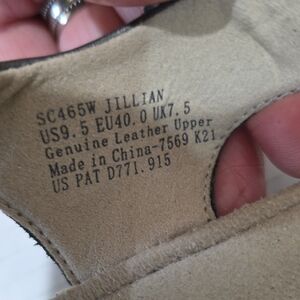 SC465W JILLIAN
US9.5 EU40.0 UK7.5
Genuine Leather Upper
Made in China-7569 K21
US PAT D771,915